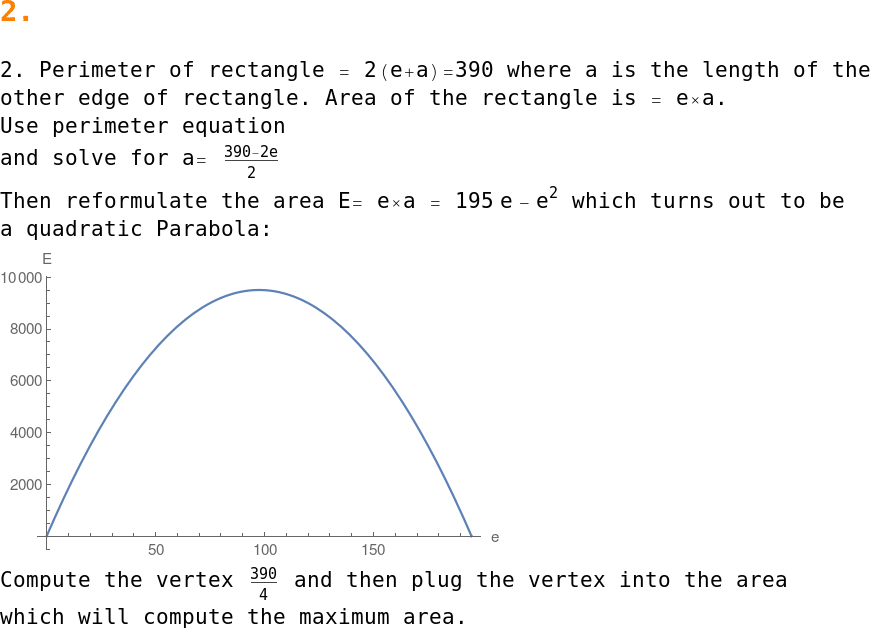 2.
2. Perimeter of rectangle = 2(e+a)=390 where a is the length of the
other edge of rectangle. Area of the rectangle is = e×a.
Use perimeter equation
and solve for a= \frac{390-2e}{2}
Then reformulate the area E= e×a = 195 e - e^2 which turns out to be
a quadratic Parabola:
E
10000
8000
6000
4000
2000
50 100 150 e
Compute the vertex \frac{390}{4} and then plug the vertex into the area
which will compute the maximum area.